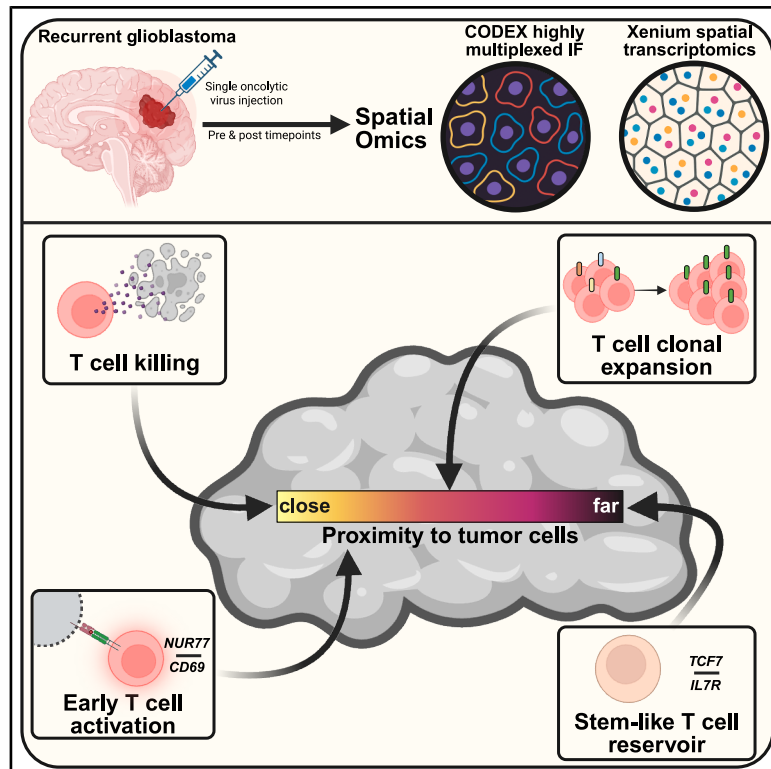 Recurrent glioblastoma
Single oncolytic
virus injection
Pre & post timepoints
Spatial
Omics
CODEX highly
multiplexed IF
Xenium spatial
transcriptomics
T cell killing
T cell clonal
expansion
close
far
Proximity to tumor cells
NUR77
CD69
Early T cell
activation
TCF7
IL7R
Stem-like T cell
reservoir